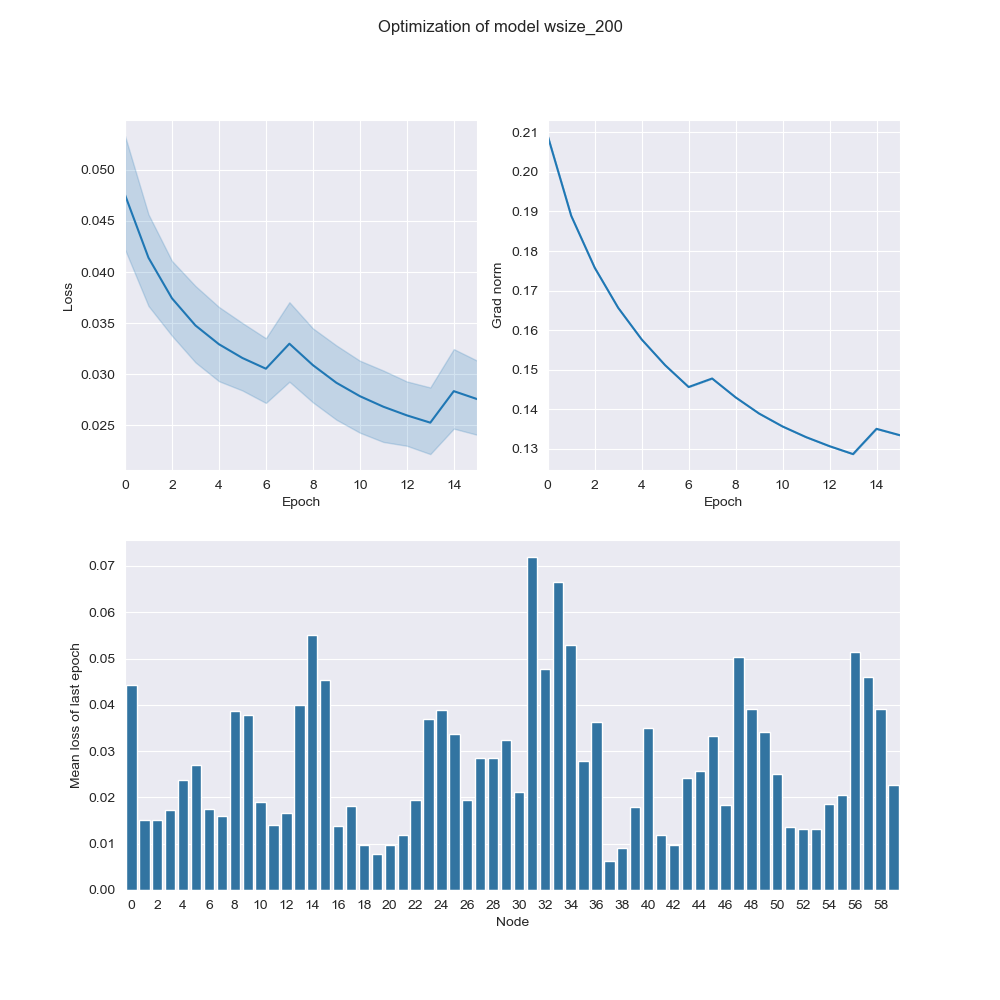 Optimization of model wsize_200
0.050
0.045
0.040
0.035
0.030
0.025
Loss
0 2 4 6 8 10 12 14
Epoch
0.21
0.20
0.19
0.18
0.17
0.16
0.15
0.14
0.13
Grad norm
0 2 4 6 8 10 12 14
Epoch
0.07
0.06
0.05
0.04
0.03
0.02
0.01
0.00
Mean loss of last epoch
0 2 4 6 8 10 12 14 16 18 20 22 24 26 28 30 32 34 36 38 40 42 44 46 48 50 52 54 56 58
Node